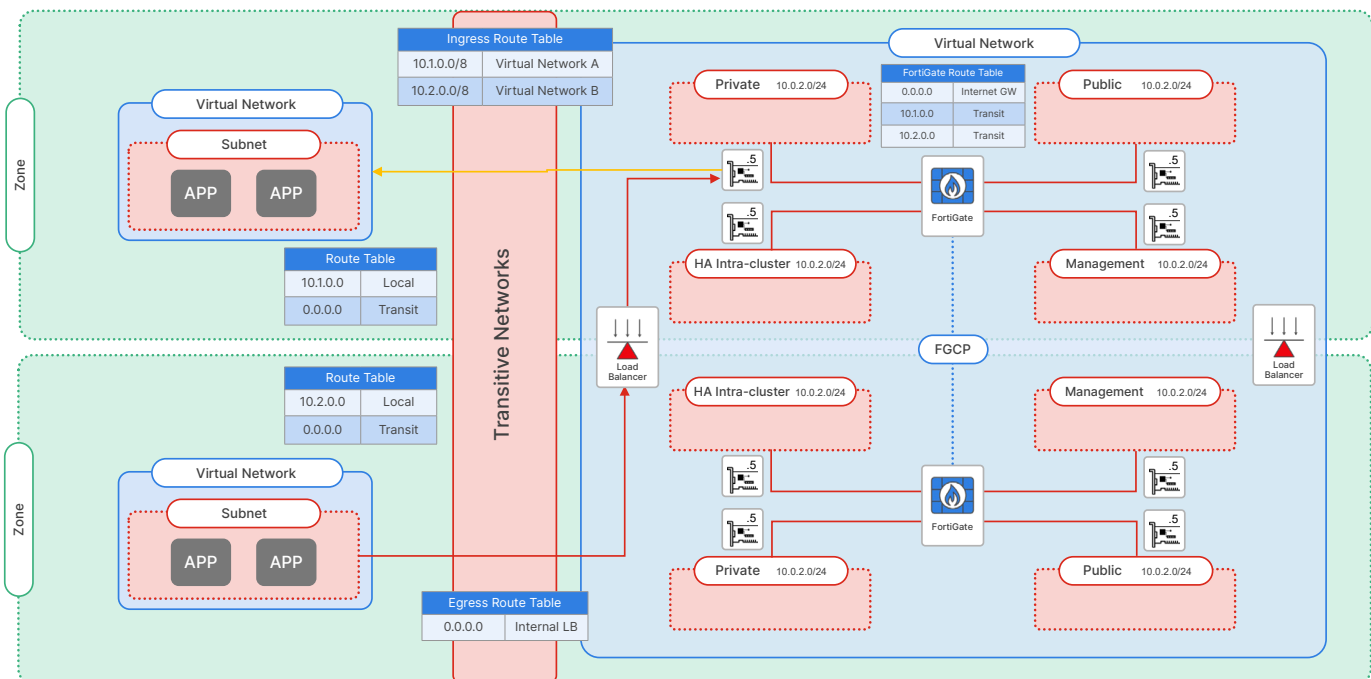 Ingress Route Table
10.1.0.0/8 Virtual Network A
10.2.0.0/8 Virtual Network B
Virtual Network
FortiGate Route Table
0.0.0.0 Internet GW
10.1.0.0 Transit
10.2.0.0 Transit
Private 10.0.2.0/24
Public 10.0.2.0/24
Zone
Virtual Network
Subnet
APP APP
.5
.5
.5
.5
FortiGate
HA Intra-cluster 10.0.2.0/24
Management 10.0.2.0/24
Route Table
10.1.0.0 Local
0.0.0.0 Transit
Transitive Networks
Load
Balancer
FGCP
Load
Balancer
Route Table
10.2.0.0 Local
0.0.0.0 Transit
HA Intra-cluster 10.0.2.0/24
Management 10.0.2.0/24
Zone
Virtual Network
Subnet
APP APP
.5
.5
.5
.5
FortiGate
Private 10.0.2.0/24
Public 10.0.2.0/24
Egress Route Table
0.0.0.0 Internal LB